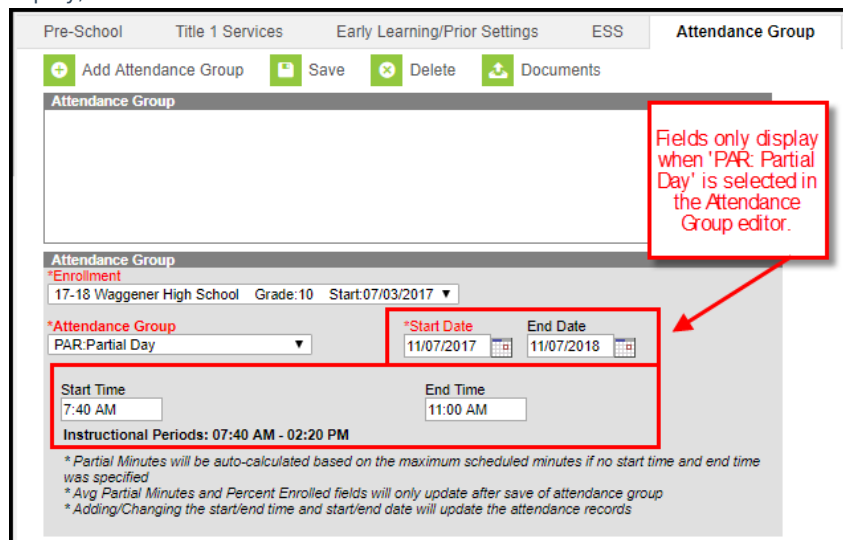 Pre-School Title 1 Services Early Learning/Prior Settings ESS Attendance Group
Add Attendance Group Save Delete Documents
Attendance Group
Fields only display
when 'PAR: Partial
Day' is selected in
the Attendance
Group editor.
Attendance Group
*Enrollment
17-18 Waggener High School Grade:10 Start:07/03/2017
*Attendance Group *Start Date End Date
PAR:Partial Day 11/07/2017 11/07/2018
Start Time End Time
7:40 AM 11:00 AM
Instructional Periods: 07:40 AM - 02:20 PM
* Partial Minutes will be auto-calculated based on the maximum scheduled minutes if no start time and end time
was specified
* Avg Partial Minutes and Percent Enrolled fields will only update after save of attendance group
* Adding/Changing the start/end time and start/end date will update the attendance records